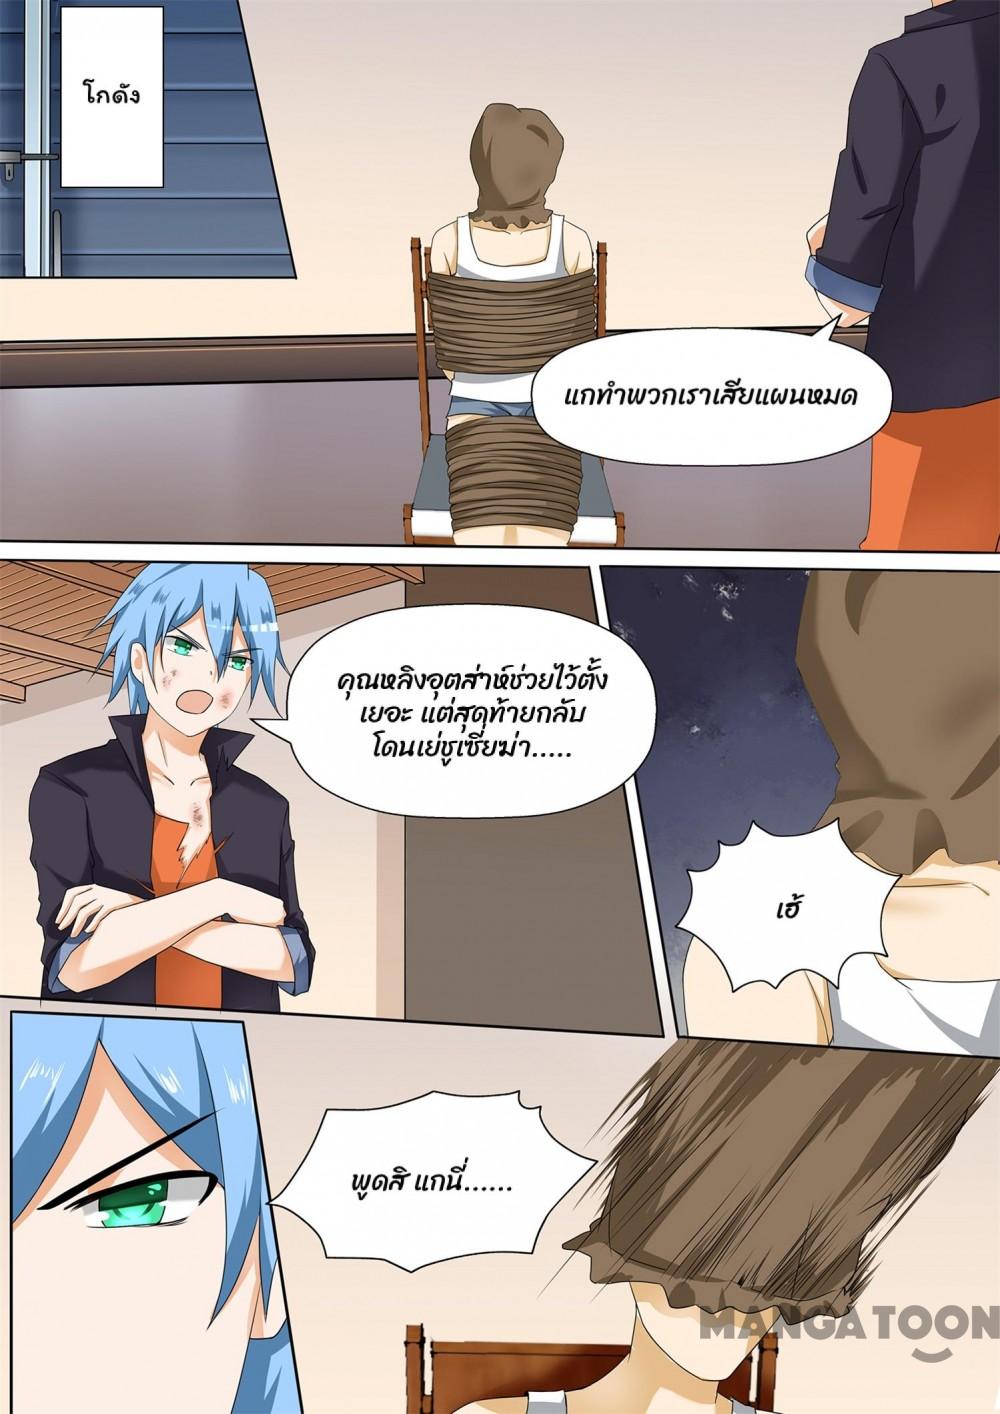 โกดัง
แกทำพวกเราเสียแผนหมด
คุณหลิงอุตส่าห์ช่วยไว้ตั้ง
เยอะ แต่สุดท้ายกลับ
โดนเย่ชูเซี่ยฆ่า.....
เฮ้
พูดสิ แกนี่......
MANGATOON